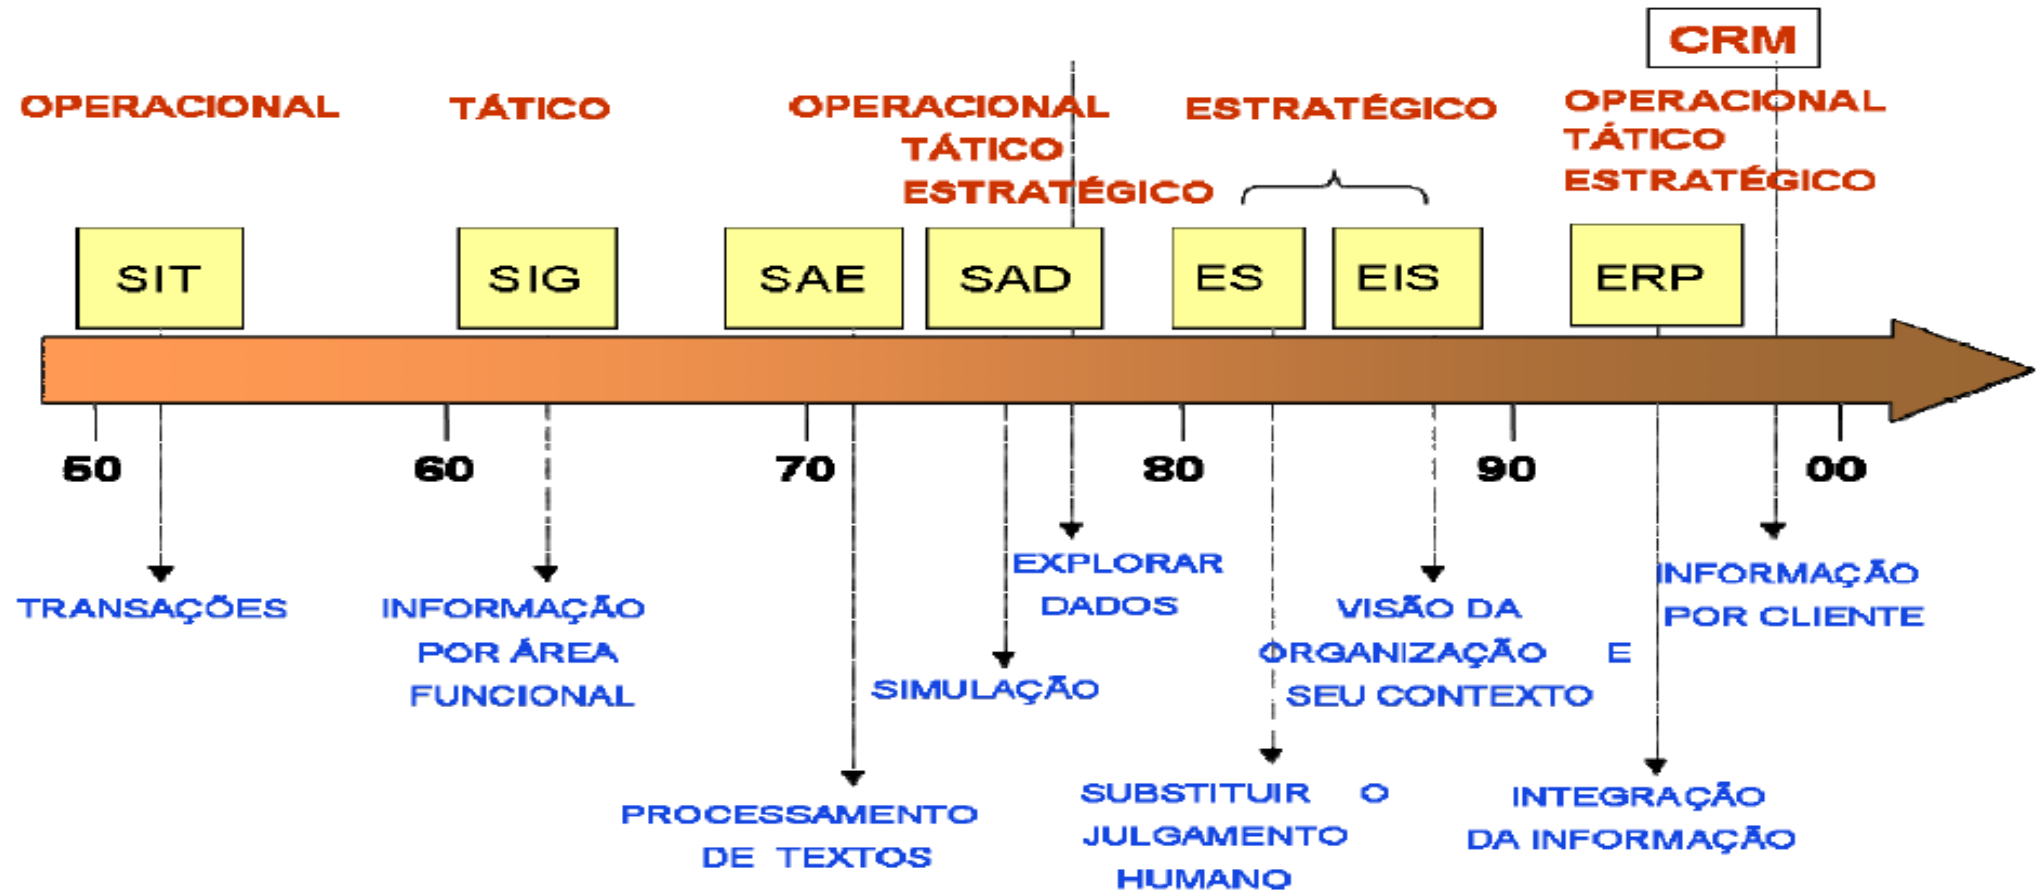 CRM
OPERACIONAL
TÁTICO
OPERACIONAL
TÁTICO
ESTRATÉGICO
ESTRATÉGICO
OPERACIONAL
TÁTICO
ESTRATÉGICO
SIT
SIG
SAE
SAD
ES
EIS
ERP
50
60
70
80
90
00
TRANSAÇÕES
INFORMAÇÃO
POR ÁREA
FUNCIONAL
PROCESSAMENTO
DE TEXTOS
SIMULAÇÃO
EXPLORAR
DADOS
SUBSTITUIR O
JULGAMENTO
HUMANO
VISÃO DA
ORGANIZAÇÃO E
SEU CONTEXTO
INTEGRAÇÃO
DA INFORMAÇÃO
INFORMAÇÃO
POR CLIENTE